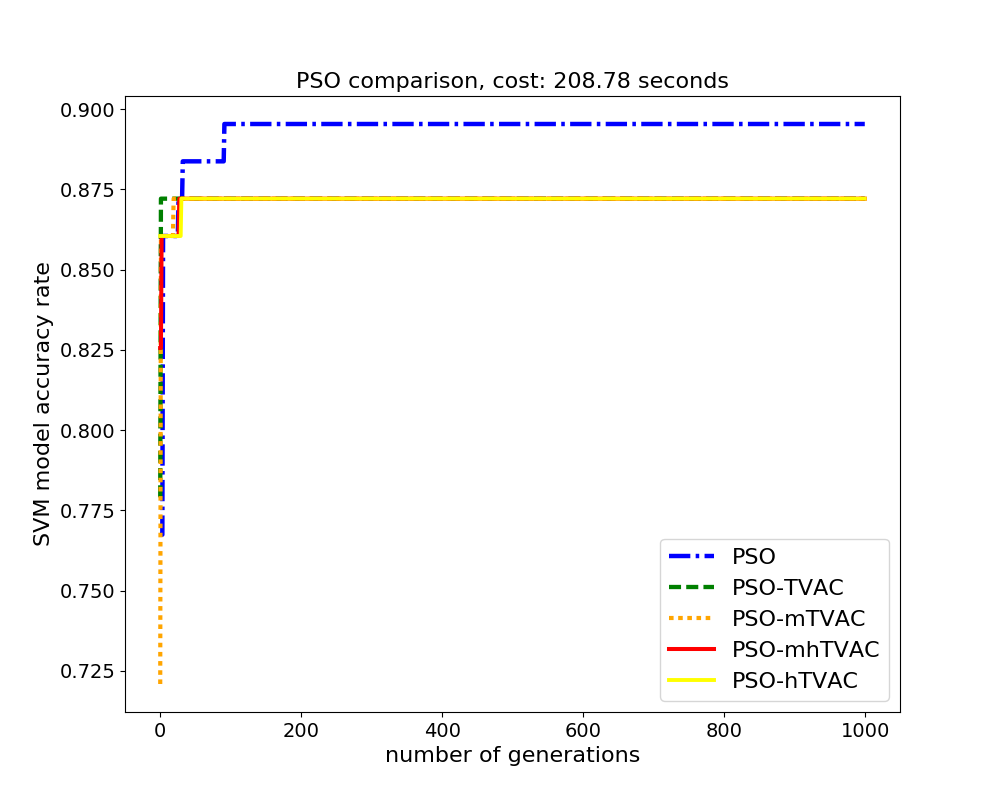 PSO comparison, cost: 208.78 seconds
0.900
0.875
0.850
0.825
0.800
0.775
0.750
0.725
SVM model accuracy rate
0 200 400 600 800 1000
number of generations
PSO
PSO-TVAC
PSO-mTVAC
PSO-mhTVAC
PSO-hTVAC